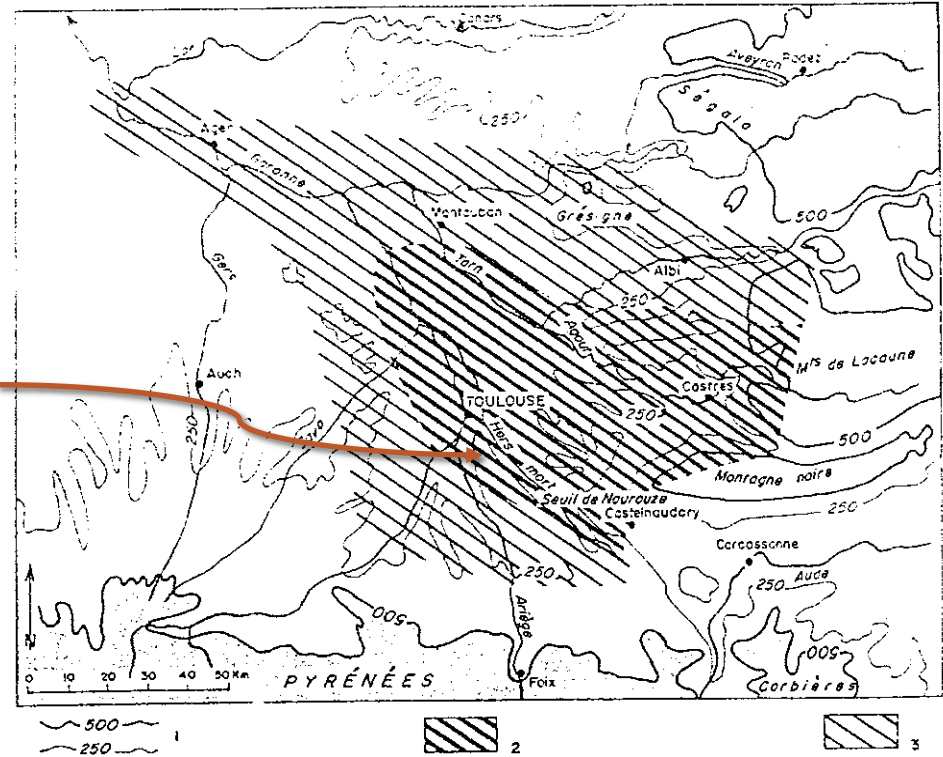 Lot
Aveyron
Ségala
250
Agen
Garonne
500
Montauban
Grésigne
Gers
Tarn
Albi
250
Agout
Mts de Lacaune
Auch
Castres
TOULOUSE
250
250
Hers mort
500
Montagne noire
Seuil de Naurouze
Castelnaudary
250
Carcassonne
250
250
Aude
Ariège
500
500
N
0 10 20 30 40 50 Km
PYRÉNÉES
Foix
Corbières
500
250
1
2
3